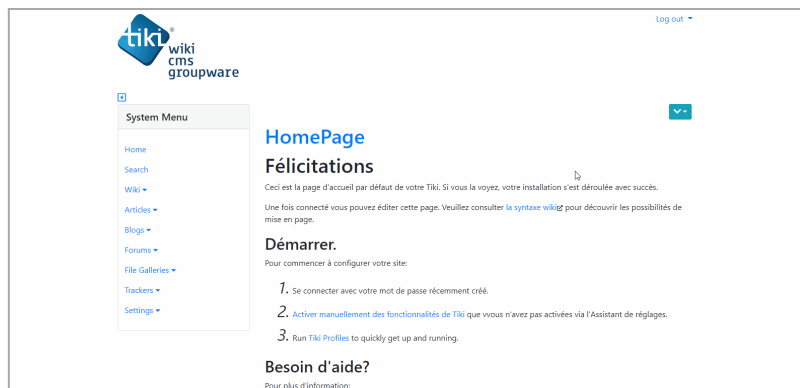 Log out
tiki
wiki
cms
groupware
System Menu
Home
Search
Wiki
Articles
Blogs
Forums
File Galleries
Trackers
Settings
HomePage
Félicitations
Ceci est la page d'accueil par défaut de votre Tiki. Si vous la voyez, votre installation s'est déroulée avec succès.
Une fois connecté vous pouvez éditer cette page. Veuillez consulter la syntaxe wiki pour découvrir les possibilités de
mise en page.
Démarrer.
Pour commencer à configurer votre site:
1. Se connecter avec votre mot de passe récemment créé.
2. Activer manuellement des fonctionnalités de Tiki que vvous n'avez pas activées via l'Assistant de réglages.
3. Run Tiki Profiles to quickly get up and running.
Besoin d'aide?
Pour plus d'information: